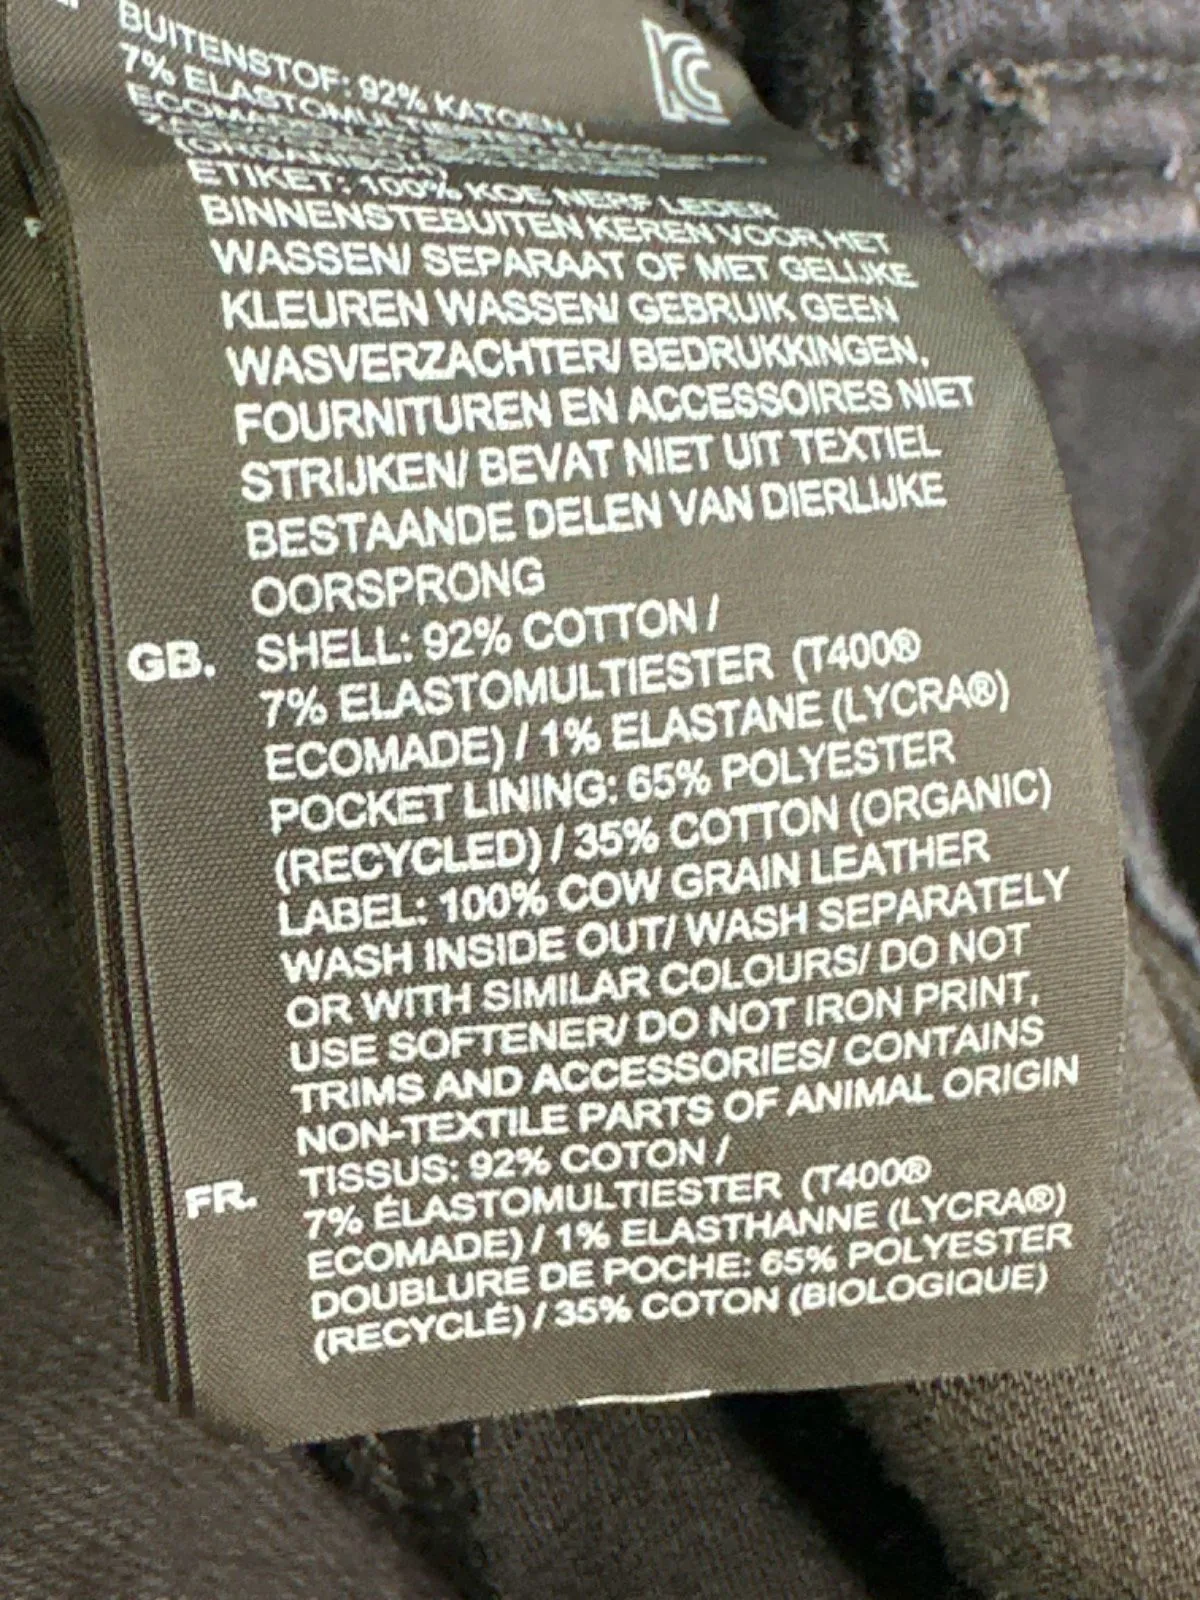 BUITENSTOF: 92% KATOEN /
7% ELASTOMULTIESTER
(ORGANISCH)
ETIKET: 100% KOE NERF LEDER
BINNENSTEBUITEN KEREN VOOR HET
WASSEN/ SEPARAAT OF MET GELIJKE
KLEUREN WASSEN/ GEBRUIK GEEN
WASVERZACHTER/ BEDRUKKINGEN,
FOURNITUREN EN ACCESSOIRES NIET
STRIJKEN/ BEVAT NIET UIT TEXTIEL
BESTAANDE DELEN VAN DIERLIJKE
OORSPRONG
GB. SHELL: 92% COTTON /
7% ELASTOMULTIESTER (T400®
ECOMADE) / 1% ELASTANE (LYCRA®)
POCKET LINING: 65% POLYESTER
(RECYCLED) / 35% COTTON (ORGANIC)
LABEL: 100% COW GRAIN LEATHER
WASH INSIDE OUT/ WASH SEPARATELY
OR WITH SIMILAR COLOURS/ DO NOT
USE SOFTENER/ DO NOT IRON PRINT,
TRIMS AND ACCESSORIES/ CONTAINS
NON-TEXTILE PARTS OF ANIMAL ORIGIN
FR. TISSUS: 92% COTON /
7% ÉLASTOMULTIESTER (T400®
ECOMADE) / 1% ELASTHANNE (LYCRA®)
DOUBLURE DE POCHE: 65% POLYESTER
(RECYCLÉ) / 35% COTON (BIOLOGIQUE)